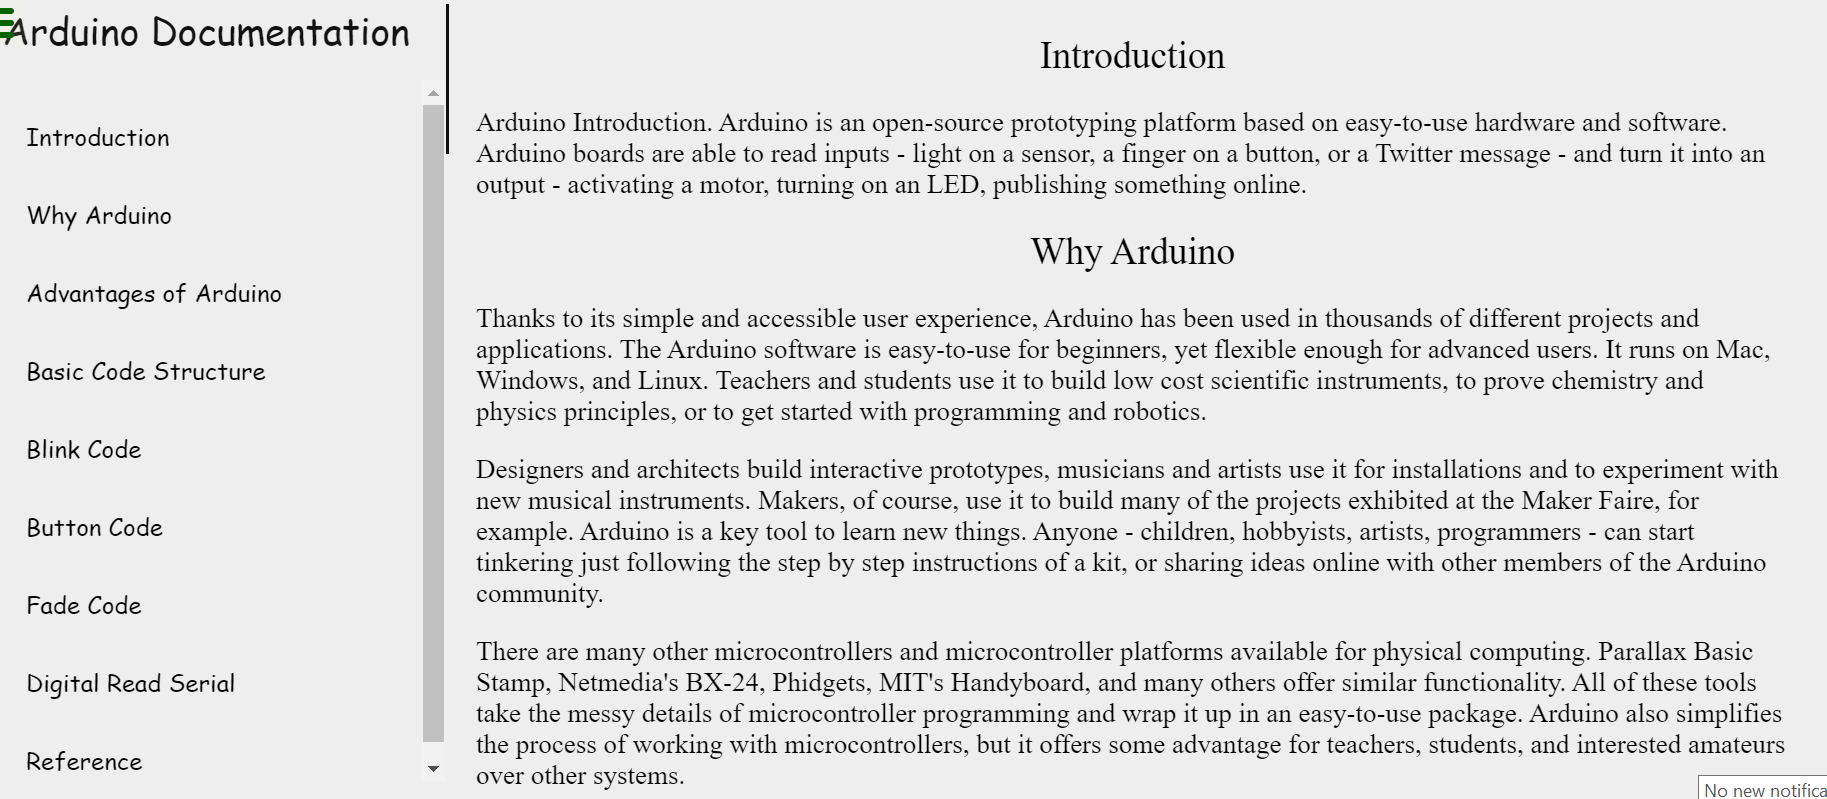 Arduino Documentation
Introduction
Why Arduino
Advantages of Arduino
Basic Code Structure
Blink Code
Button Code
Fade Code
Digital Read Serial
Reference
Introduction
Arduino Introduction. Arduino is an open-source prototyping platform based on easy-to-use hardware and software.
Arduino boards are able to read inputs - light on a sensor, a finger on a button, or a Twitter message - and turn it into an
output - activating a motor, turning on an LED, publishing something online.
Why Arduino
Thanks to its simple and accessible user experience, Arduino has been used in thousands of different projects and
applications. The Arduino software is easy-to-use for beginners, yet flexible enough for advanced users. It runs on Mac,
Windows, and Linux. Teachers and students use it to build low cost scientific instruments, to prove chemistry and
physics principles, or to get started with programming and robotics.
Designers and architects build interactive prototypes, musicians and artists use it for installations and to experiment with
new musical instruments. Makers, of course, use it to build many of the projects exhibited at the Maker Faire, for
example. Arduino is a key tool to learn new things. Anyone - children, hobbyists, artists, programmers - can start
tinkering just following the step by step instructions of a kit, or sharing ideas online with other members of the Arduino
community.
There are many other microcontrollers and microcontroller platforms available for physical computing. Parallax Basic
Stamp, Netmedia's BX-24, Phidgets, MIT's Handyboard, and many others offer similar functionality. All of these tools
take the messy details of microcontroller programming and wrap it up in an easy-to-use package. Arduino also simplifies
the process of working with microcontrollers, but it offers some advantage for teachers, students, and interested amateurs
over other systems.
No new notifica